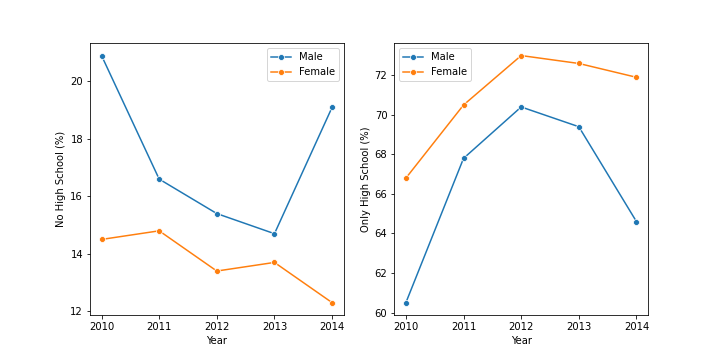 Male
Female
No High School (%)
20
18
16
14
12
2010 2011 2012 2013 2014
Year
Male
Female
Only High School (%)
72
70
68
66
64
62
60
2010 2011 2012 2013 2014
Year